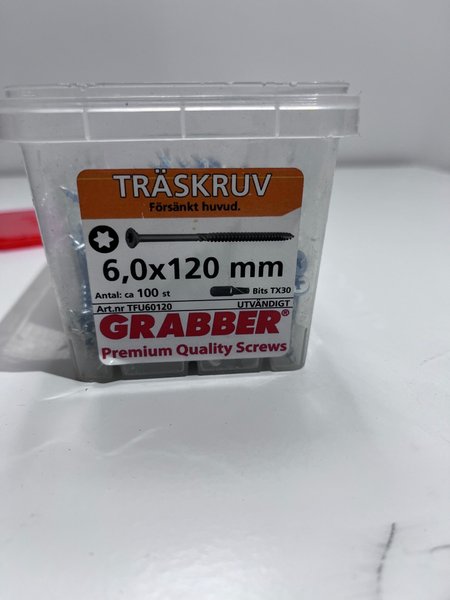 TRÄSKRUV
Försänkt huvud.
6,0x120 mm
Antal: ca 100 st
Bits TX30
Art.nr TFU60120
UTVÄNDIGT
GRABBER®
Premium Quality Screws